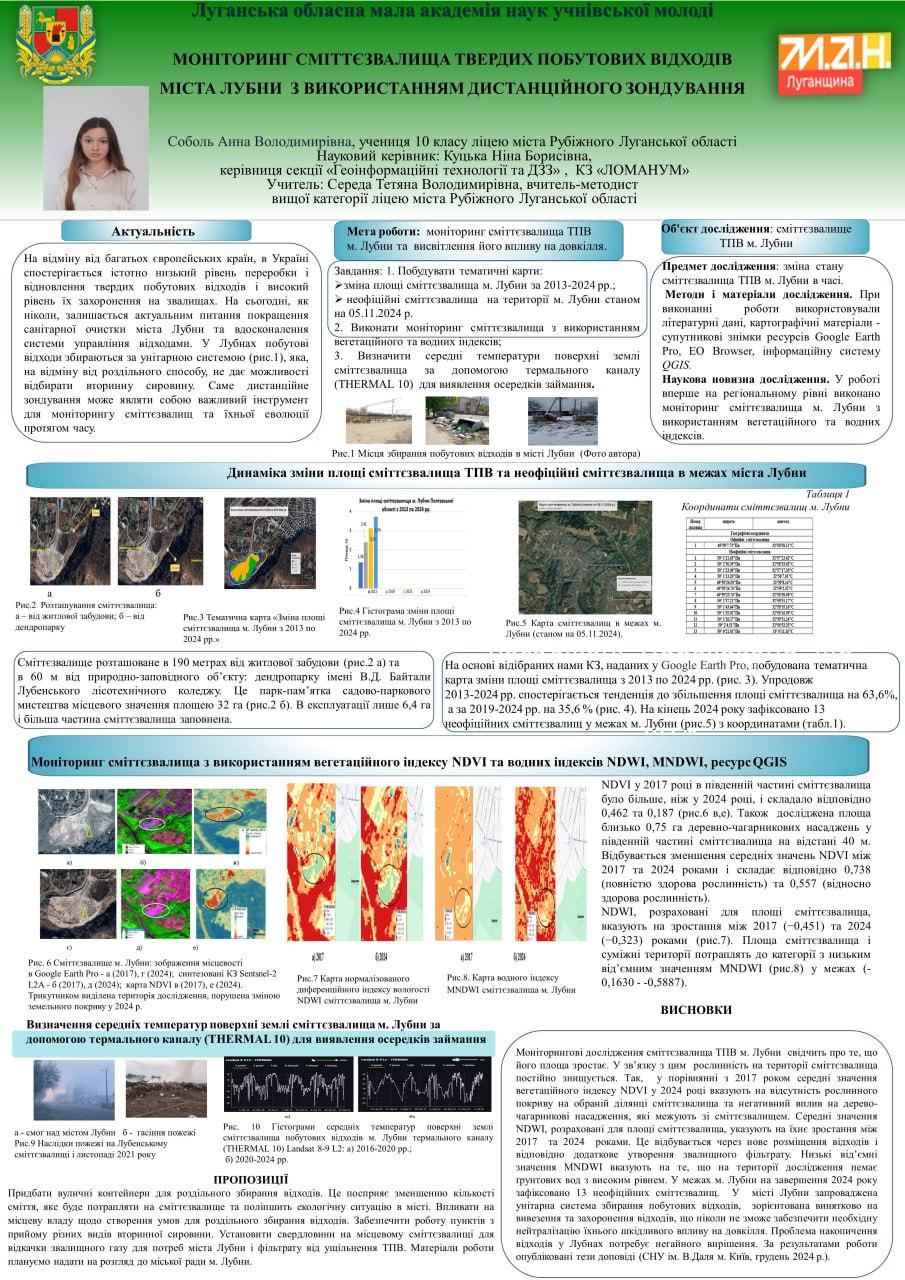 Луганська обласна мала академія наук учнівської молоді
МОНІТОРИНГ СМІТТЄЗВАЛИЩА ТВЕРДИХ ПОБУТОВИХ ВІДХОДІВ
МІСТА ЛУБНИ З ВИКОРИСТАННЯМ ДИСТАНЦІЙНОГО ЗОНДУВАННЯ
М.А.Н.
Луганщина
Соболь Анна Володимирівна, учениця 10 класу ліцею міста Рубіжного Луганської області
Науковий керівник: Куцька Ніна Борисівна,
керівниця секції «Геоінформаційні технології та ДЗЗ» , КЗ «ЛОМАНУМ»
Учитель: Середа Тетяна Володимирівна, вчитель-методист
вищої категорії ліцею міста Рубіжного Луганської області
Актуальність
На відміну від багатьох європейських країн, в Україні
спостерігається істотно низький рівень переробки і
відновлення твердих побутових відходів і високий
рівень їх захоронення на звалищах. На сьогодні, як
ніколи, залишається актуальним питання покращення
санітарної очистки міста Лубни та вдосконалення
системи управління відходами. У Лубнах побутові
відходи збираються за унітарною системою (рис.1), яка,
на відміну від роздільного способу, не дає можливості
відбирати вторинну сировину. Саме дистанційне
зондування може являти собою важливий інструмент
для моніторингу сміттєзвалищ та їхньої еволюції
протягом часу.
Мета роботи: моніторинг сміттєзвалища ТПВ
м. Лубни та висвітлення його впливу на довкілля.
Завдання: 1. Побудувати тематичні карти:
➢зміна площі сміттєзвалища м. Лубни за 2013-2024 рр.;
➢ неофіційні сміттєзвалища на території м. Лубни станом
на 05.11.2024 р.
2. Виконати моніторинг сміттєзвалища з використанням
вегетаційного та водних індексів;
3. Визначити середні температури поверхні землі
сміттєзвалища за допомогою термального каналу
(THERMAL 10) для виявлення осередків займання.
Рис.1 Місця збирання побутових відходів в місті Лубни (Фото автора)
Об'єкт дослідження: сміттєзвалище
ТПВ м. Лубни
Предмет дослідження: зміна стану
сміттєзвалища ТПВ м. Лубни в часі.
Методи і матеріали дослідження. При
виконанні роботи використовували
літературні дані, картографічні матеріали -
супутникові знімки ресурсів Google Earth
Pro, EO Browser, інформаційну систему
QGIS.
Наукова новизна дослідження. У роботі
вперше на регіональному рівні виконано
моніторинг сміттєзвалища м. Лубни з
використанням вегетаційного та водних
індексів.
Динаміка зміни площі сміттєзвалища ТПВ та неофіційні сміттєзвалища в межах міста Лубни
а
б
Рис.2 Розташування сміттєзвалища:
а – від житлової забудови; б – від
дендропарку
Рис.3 Тематична карта «Зміна площі
сміттєзвалища м. Лубни з 2013 по
2024 рр.»
Зміна площі сміттєзвалища м. Лубни Полтавської
області з 2013 по 2024 рр.
Рис.4 Гістограма зміни площі
сміттєзвалища м. Лубни з 2013 по
2024 рр.
Рис.5 Карта сміттєзвалищ в межах м.
Лубни (станом на 05.11.2024).
Таблиця 1
Координати сміттєзвалищ м. Лубни
Сміттєзвалище розташоване в 190 метрах від житлової забудови (рис.2 а) та
в 60 м від природно-заповідного об’єкту: дендропарку імені В.Д. Байтали
Лубенського лісотехнічного коледжу. Це парк-пам’ятка садово-паркового
мистецтва місцевого значення площею 32 га (рис.2 б). В експлуатації лише 6,4 га
і більша частина сміттєзвалища заповнена.
На основі відібраних нами КЗ, наданих у Google Earth Pro, побудована тематична
карта зміни площі сміттєзвалища з 2013 по 2024 рр. (рис. 3). Упродовж
2013-2024 рр. спостерігається тенденція до збільшення площі сміттєзвалища на 63,6%,
а за 2019-2024 рр. на 35,6 % (рис. 4). На кінець 2024 року зафіксовано 13
неофіційних сміттєзвалищ у межах м. Лубни (рис.5) з координатами (табл.1).
Моніторинг сміттєзвалища з використанням вегетаційного індексу NDVI та водних індексів NDWI, MNDWI, ресурс QGIS
а)
б)
в)
г)
д)
е)
Рис. 6 Сміттєзвалище м. Лубни: зображення місцевості
в Google Earth Pro - а (2017), г (2024); синтезовані КЗ Sentsnel-2
L2A - б (2017), д (2024); карта NDVI в (2017), е (2024).
Трикутником виділена територія дослідження, порушена зміною
земельного покриву у 2024 р.
а) 2017
б) 2024
Рис.7 Карта нормалізованого
диференційного індексу вологості
NDWI сміттєзвалища м. Лубни
а) 2017
б) 2024
Рис.8. Карта водного індексу
MNDWI сміттєзвалища м. Лубни
NDVI у 2017 році в південній частині сміттєзвалища
було більше, ніж у 2024 році, і складало відповідно
0,462 та 0,187 (рис.6 в,е). Також досліджена площа
близько 0,75 га деревно-чагарникових насаджень у
південній частині сміттєзвалища на відстані 40 м.
Відбувається зменшення середніх значень NDVI між
2017 та 2024 роками і складає відповідно 0,738
(повністю здорова рослинність) та 0,557 (відносно
здорова рослинність).
NDWI, розраховані для площі сміттєзвалища,
вказують на зростання між 2017 (−0,451) та 2024
(−0,323) роками (рис.7). Площа сміттєзвалища і
суміжні території потраплять до категорії з низьким
від’ємним значенням MNDWI (рис.8) у межах (-
0,1630 - -0,5887).
Визначення середніх температур поверхні землі сміттєзвалища м. Лубни за
допомогою термального каналу (THERMAL 10) для виявлення осередків займання
а - смог над містом Лубни б - гасіння пожежі
Рис.9 Наслідки пожежі на Лубенському
сміттєзвалищі і листопаді 2021 року
Рис. 10 Гістограми середніх температур поверхні землі
сміттєзвалища побутових відходів м. Лубни термального каналу
(THERMAL 10) Landsat 8-9 L2: а) 2016-2020 рр.;
б) 2020-2024 рр.
ПРОПОЗИЦІЇ
Придбати вуличні контейнери для роздільного збирання відходів. Це посприяє зменшенню кількості
сміття, яке буде потрапляти на сміттєзвалище та поліпшить екологічну ситуацію в місті. Впливати на
місцеву владу щодо створення умов для роздільного збирання відходів. Забезпечити роботу пунктів з
прийому різних видів вторинної сировини. Установити свердловини на місцевому сміттєзвалищі для
відкачки звалищного газу для потреб міста Лубни і фільтрату від ущільнення ТПВ. Матеріали роботи
плануємо надати на розгляд до міської ради м. Лубни.
ВИСНОВКИ
Моніторингові дослідження сміттєзвалища ТПВ м. Лубни свідчить про те, що
його площа зростає. У зв’язку з цим рослинність на території сміттєзвалища
постійно знищується. Так, у порівнянні з 2017 роком середні значення
вегетаційного індексу NDVI у 2024 році вказують на відсутність рослинного
покриву на обраній ділянці сміттєзвалища та негативний вплив на дерево-
чагарникові насадження, які межують зі сміттєзвалищем. Середні значення
NDWI, розраховані для площі сміттєзвалища, указують на їхнє зростання між
2017 та 2024 роками. Це відбувається через нове розміщення відходів і
відповідно додаткове утворення звалищного фільтрату. Низькі від’ємні
значення MNDWI вказують на те, що на території дослідження немає
ґрунтових вод з високим рівнем. У межах м. Лубни на завершення 2024 року
зафіксовано 13 неофіційних сміттєзвалищ. У місті Лубни запроваджена
унітарна система збирання побутових відходів, зорієнтована винятково на
вивезення та захоронення відходів, що ніколи не зможе забезпечити необхідну
нейтралізацію їхнього шкідливого впливу на довкілля. Проблема накопичення
відходів у Лубнах потребує негайного вирішення. За результатами роботи
опубліковані тези доповіді (СНУ ім. В.Даля м. Київ, грудень 2024 р.).